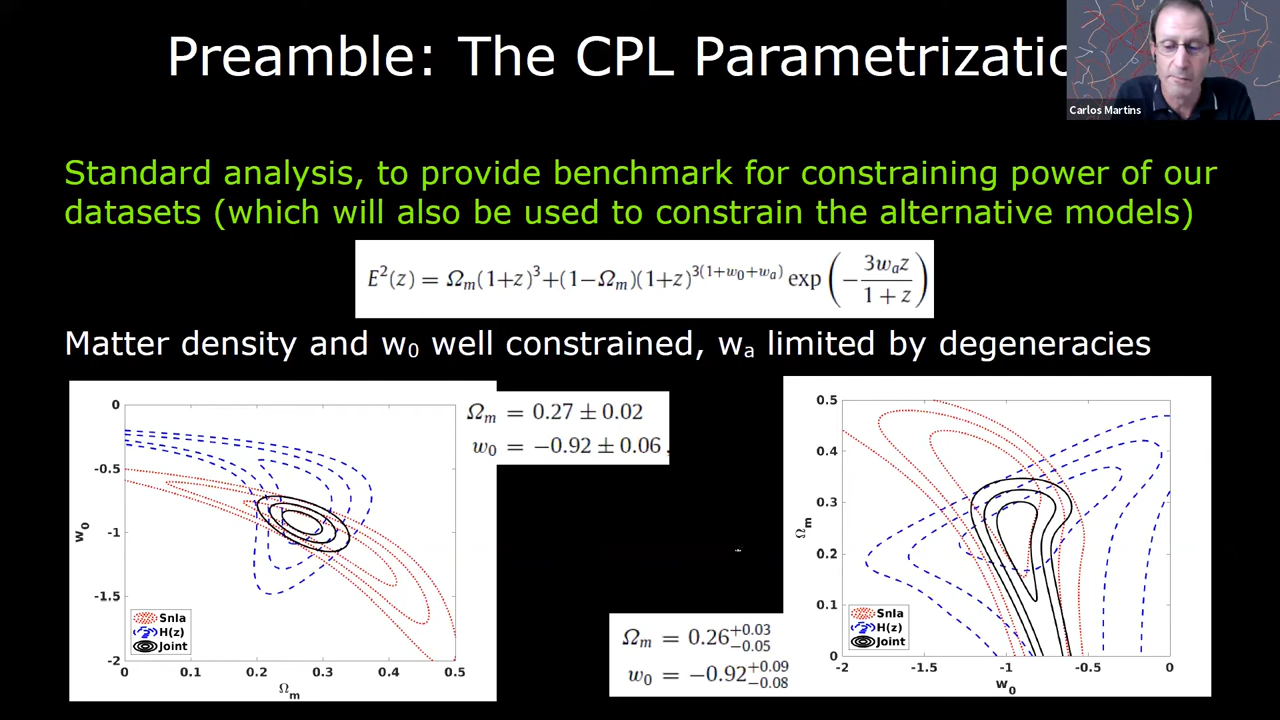 Preamble: The CPL Parametrizatio
Carlos Martins
Standard analysis, to provide benchmark for constraining power of our
datasets (which will also be used to constrain the alternative models)
E²(z) = Ωm(1+z)³+(1−Ωm)(1+z)³⁽¹⁺ʷ⁰⁺ʷᵃ⁾ exp(−3wₐz/1 + z)
Matter density and w₀ well constrained, wₐ limited by degeneracies
Ωm = 0.27 ± 0.02
w₀ = −0.92 ± 0.06 .
0
-0.5
-1
-1.5
-2
w₀
SnIa
H(z)
Joint
0 0.1 0.2 0.3 0.4 0.5
Ωm
Ωm = 0.26 +0.03 −0.05
w₀ = −0.92 +0.09 −0.08
0.5
0.4
0.3
0.2
0.1
0
Ωm
SnIa
H(z)
Joint
-2 -1.5 -1 -0.5 0
w₀